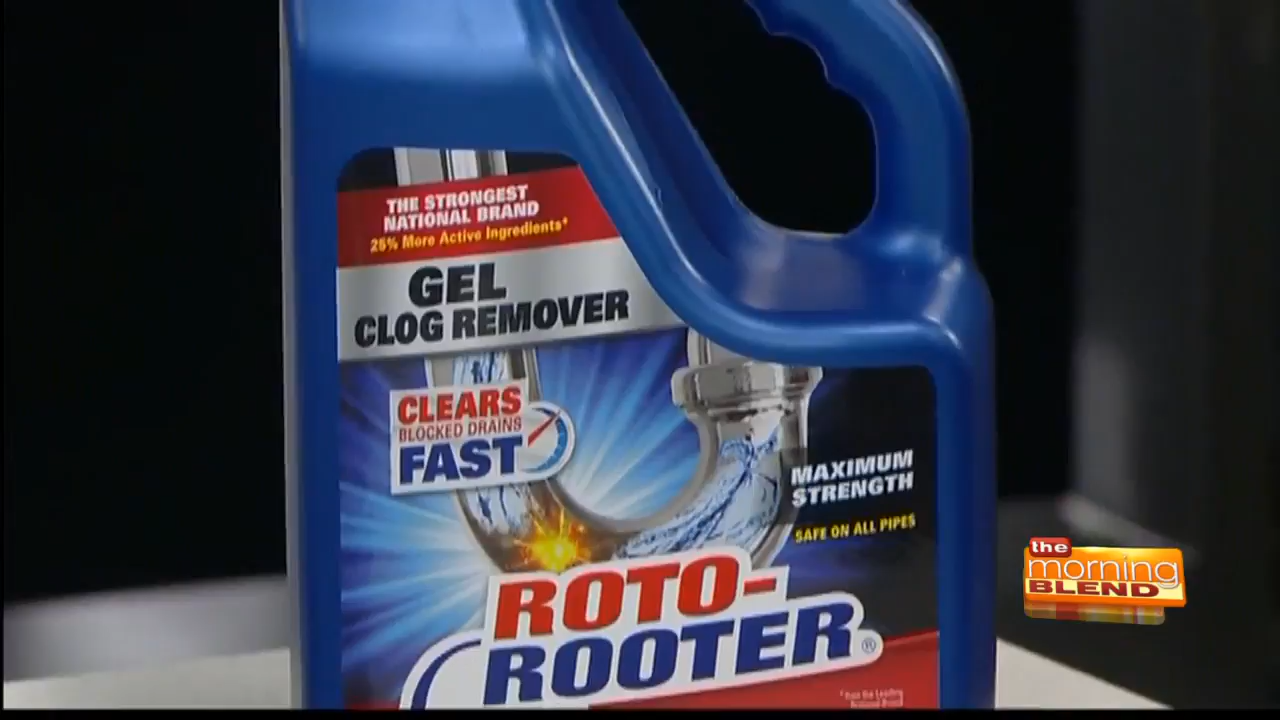 THE STRONGEST
NATIONAL BRAND
25% More Active Ingredients*
GEL
CLOG REMOVER
CLEARS
BLOCKED DRAINS
FAST
MAXIMUM
STRENGTH
SAFE ON ALL PIPES
ROTO-
ROOTER®
the
morning
BLEND